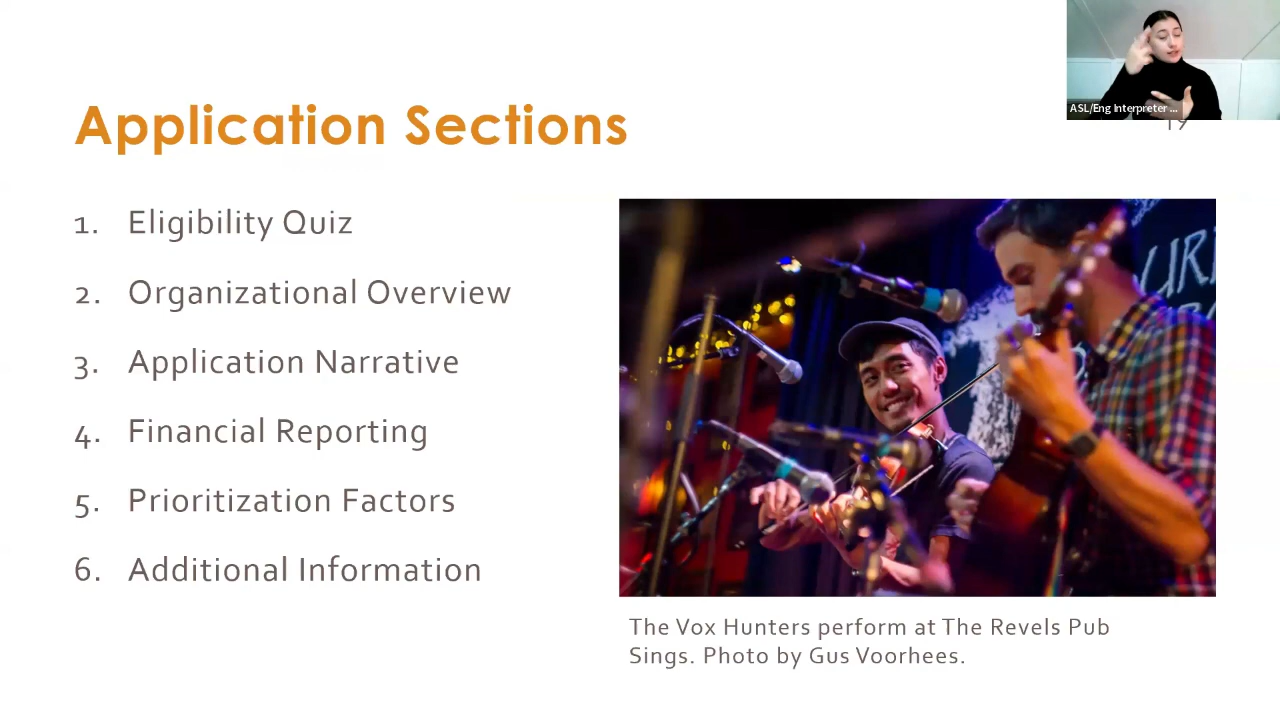 Application Sections
ASL/Eng Interpreter ...
19
1. Eligibility Quiz
2. Organizational Overview
3. Application Narrative
4. Financial Reporting
5. Prioritization Factors
6. Additional Information
The Vox Hunters perform at The Revels Pub
Sings. Photo by Gus Voorhees.